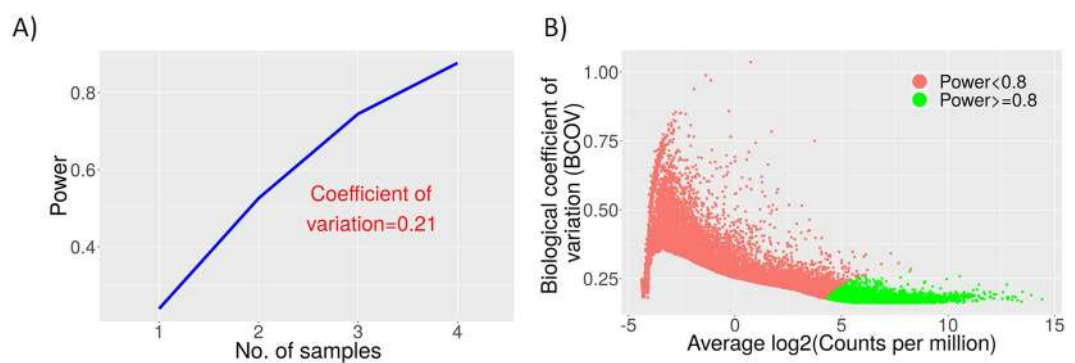 A)
Power
0.8
0.6
0.4
Coefficient of
variation=0.21
1
2
3
4
No. of samples
B)
Biological coefficient of
variation (BCOV)
1.00
0.75
0.50
0.25
Power<0.8
Power>=0.8
-5
0
5
10
15
Average log2(Counts per million)